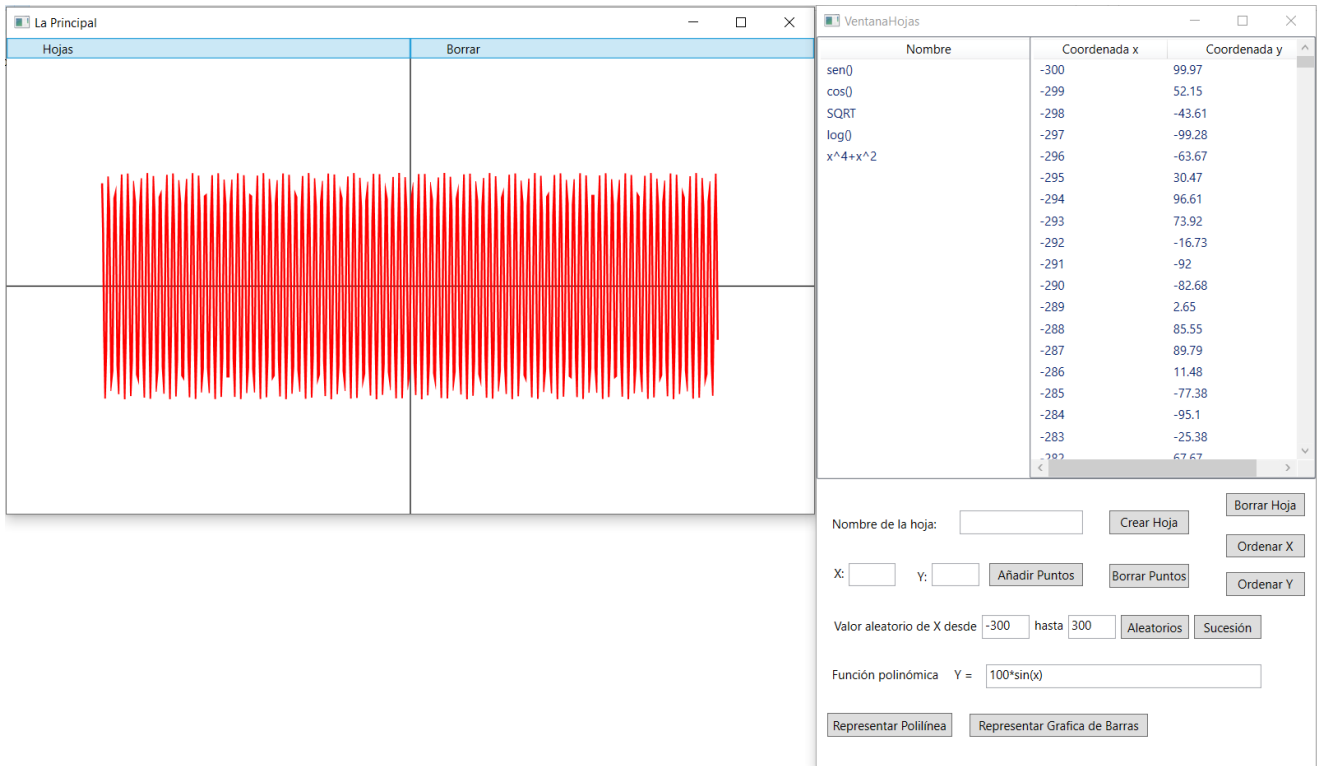 La Principal
Hojas Borrar
VentanaHojas
Nombre Coordenada x Coordenada y
sen() -300 99.97
cos() -299 52.15
SQRT -298 -43.61
log() -297 -99.28
x^4+x^2 -296 -63.67
-295 30.47
-294 96.61
-293 73.92
-292 -16.73
-291 -92
-290 -82.68
-289 2.65
-288 85.55
-287 89.79
-286 11.48
-285 -77.38
-284 -95.1
-283 -25.38
-282 67.67
Borrar Hoja
Nombre de la hoja: Crear Hoja
Ordenar X
X: Y: Añadir Puntos Borrar Puntos
Ordenar Y
Valor aleatorio de X desde -300 hasta 300 Aleatorios Sucesión
Función polinómica Y = 100*sin(x)
Representar Polilínea Representar Grafica de Barras